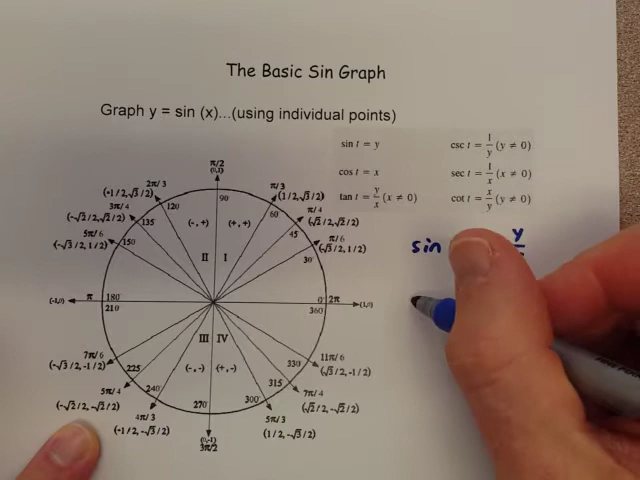 The Basic Sin Graph
Graph y = sin (x)...(using individual points)
sin t = y
csc t = 1/y (y ≠ 0)
cos t = x
sec t = 1/x (x ≠ 0)
tan t = y/x (x ≠ 0)
cot t = x/y (y ≠ 0)
sin
y
π/2
(0,1)
90
2π/3
(-1/2,√3/2)
120
π/3
(1/2,√3/2)
60
3π/4
(-√2/2,√2/2)
135
π/4
(√2/2,√2/2)
45
5π/6
(-√3/2,1/2)
150
π/6
(√3/2,1/2)
30
(-,+)
(+,+)
II
I
(-1,0)
π
180
0
2π
(1,0)
210
360
III
IV
(-,-)
(+,-)
7π/6
(-√3/2,-1/2)
11π/6
(√3/2,-1/2)
330
225
5π/4
(-√2/2,-√2/2)
315
7π/4
(√2/2,-√2/2)
240
4π/3
(-1/2,-√3/2)
300
5π/3
(1/2,-√3/2)
270
(0,-1)
3π/2